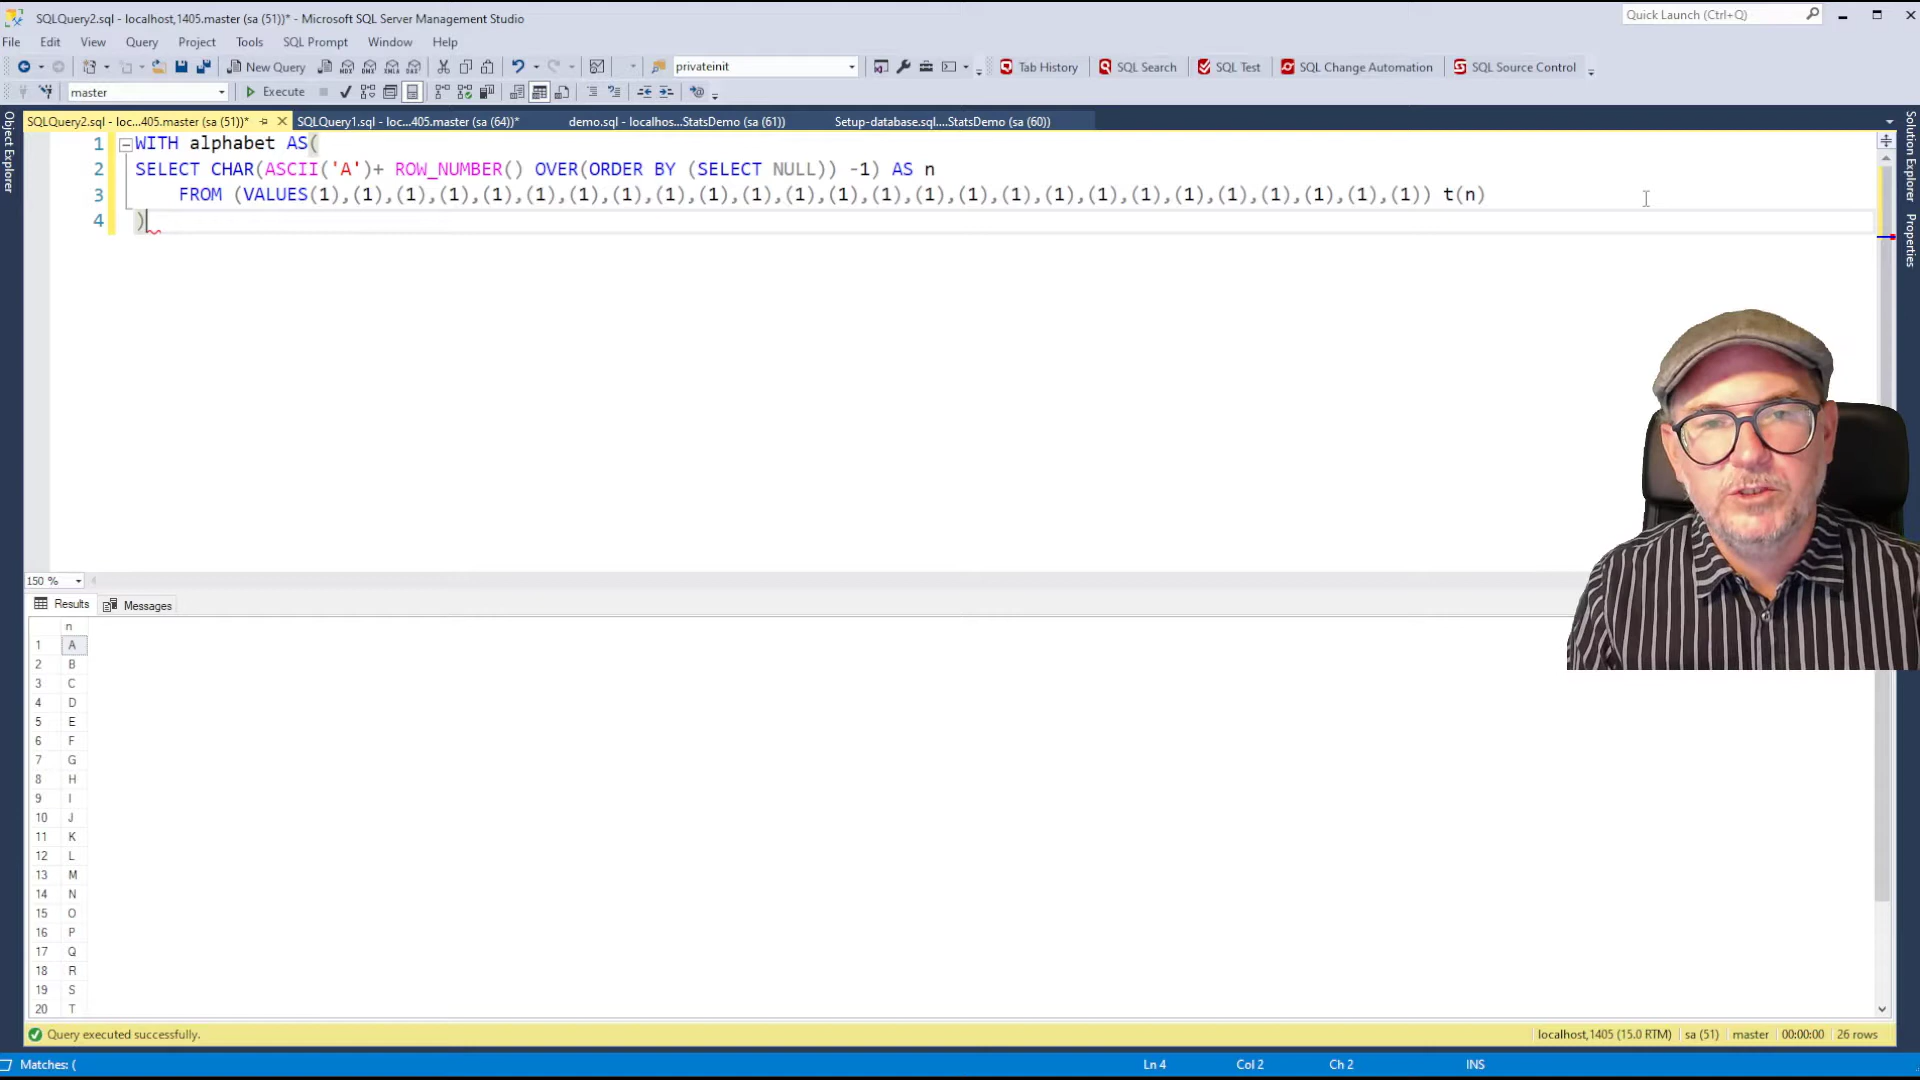 SQLQuery2.sql - localhost,1405.master (sa (51))* - Microsoft SQL Server Management Studio
Quick Launch (Ctrl+Q)
File Edit View Query Project Tools SQL Prompt Window Help
New Query
privateinit
Tab History SQL Search SQL Test SQL Change Automation SQL Source Control
master
Execute
SQLQuery2.sql - loc...405.master (sa (51))* SQLQuery1.sql - loc...405.master (sa (64))* demo.sql - localhos...StatsDemo (sa (61)) Setup-database.sql....StatsDemo (sa (60))
Object Explorer
Solution Explorer
Properties
1 WITH alphabet AS(
2 SELECT CHAR(ASCII('A')+ ROW_NUMBER() OVER(ORDER BY (SELECT NULL)) -1) AS n
3 FROM (VALUES(1),(1),(1),(1),(1),(1),(1),(1),(1),(1),(1),(1),(1),(1),(1),(1),(1),(1),(1),(1),(1),(1),(1),(1),(1),(1)) t(n)
4 )
150 %
Results Messages
n
1 A
2 B
3 C
4 D
5 E
6 F
7 G
8 H
9 I
10 J
11 K
12 L
13 M
14 N
15 O
16 P
17 Q
18 R
19 S
20 T
Query executed successfully. localhost,1405 (15.0 RTM) sa (51) master 00:00:00 26 rows
Matches: ( Ln 4 Col 2 Ch 2 INS